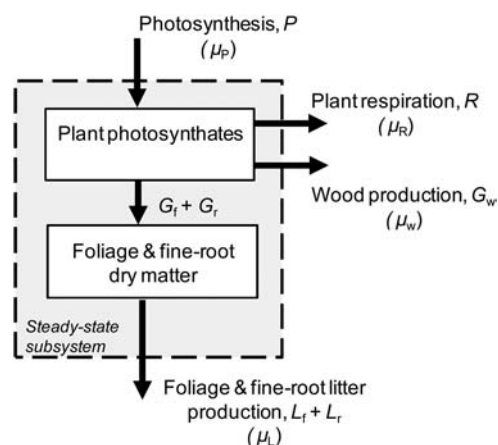 Photosynthesis, P
(μP)
Plant photosynthates
Plant respiration, R
(μR)
Wood production, Gw
(μw)
Gf + Gr
Foliage & fine-root
dry matter
Steady-state
subsystem
Foliage & fine-root litter
production, Lf + Lr
(μL)